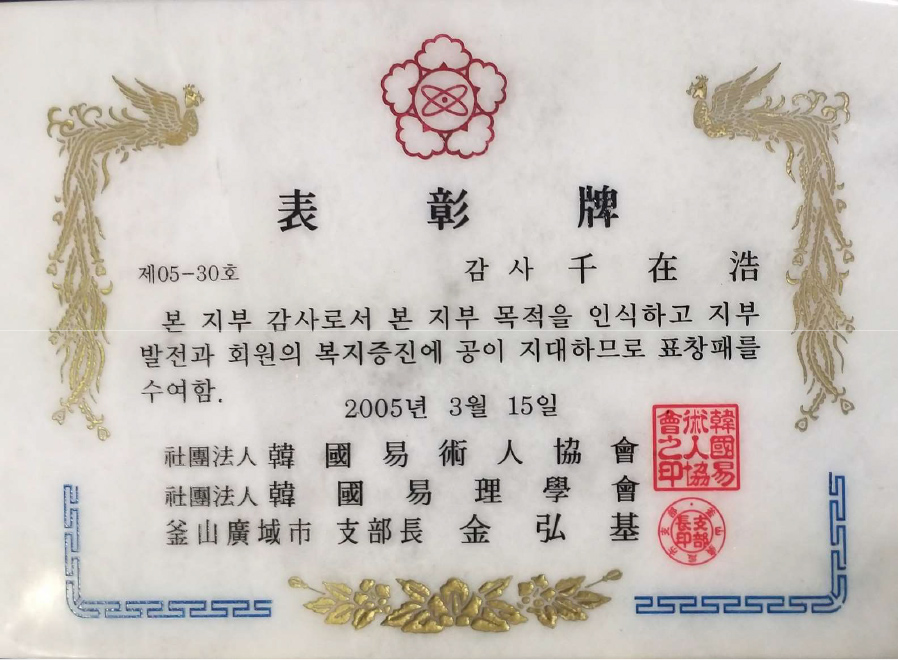 表彰牌
제05-30호
감사 千在浩
본 지부 감사로서 본 지부 목적을 인식하고 지부
발전과 회원의 복지증진에 공이 지대하므로 표창패를
수여함.
2005년 3월 15일
社團法人 韓國易術人協會
社團法人 韓國易理學會
釜山廣域市 支部長 金弘基
韓國易術人協會之印
支部長印